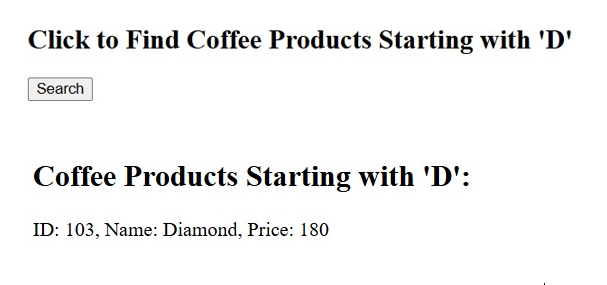 Click to Find Coffee Products Starting with 'D'
Search
Coffee Products Starting with 'D':
ID: 103, Name: Diamond, Price: 180